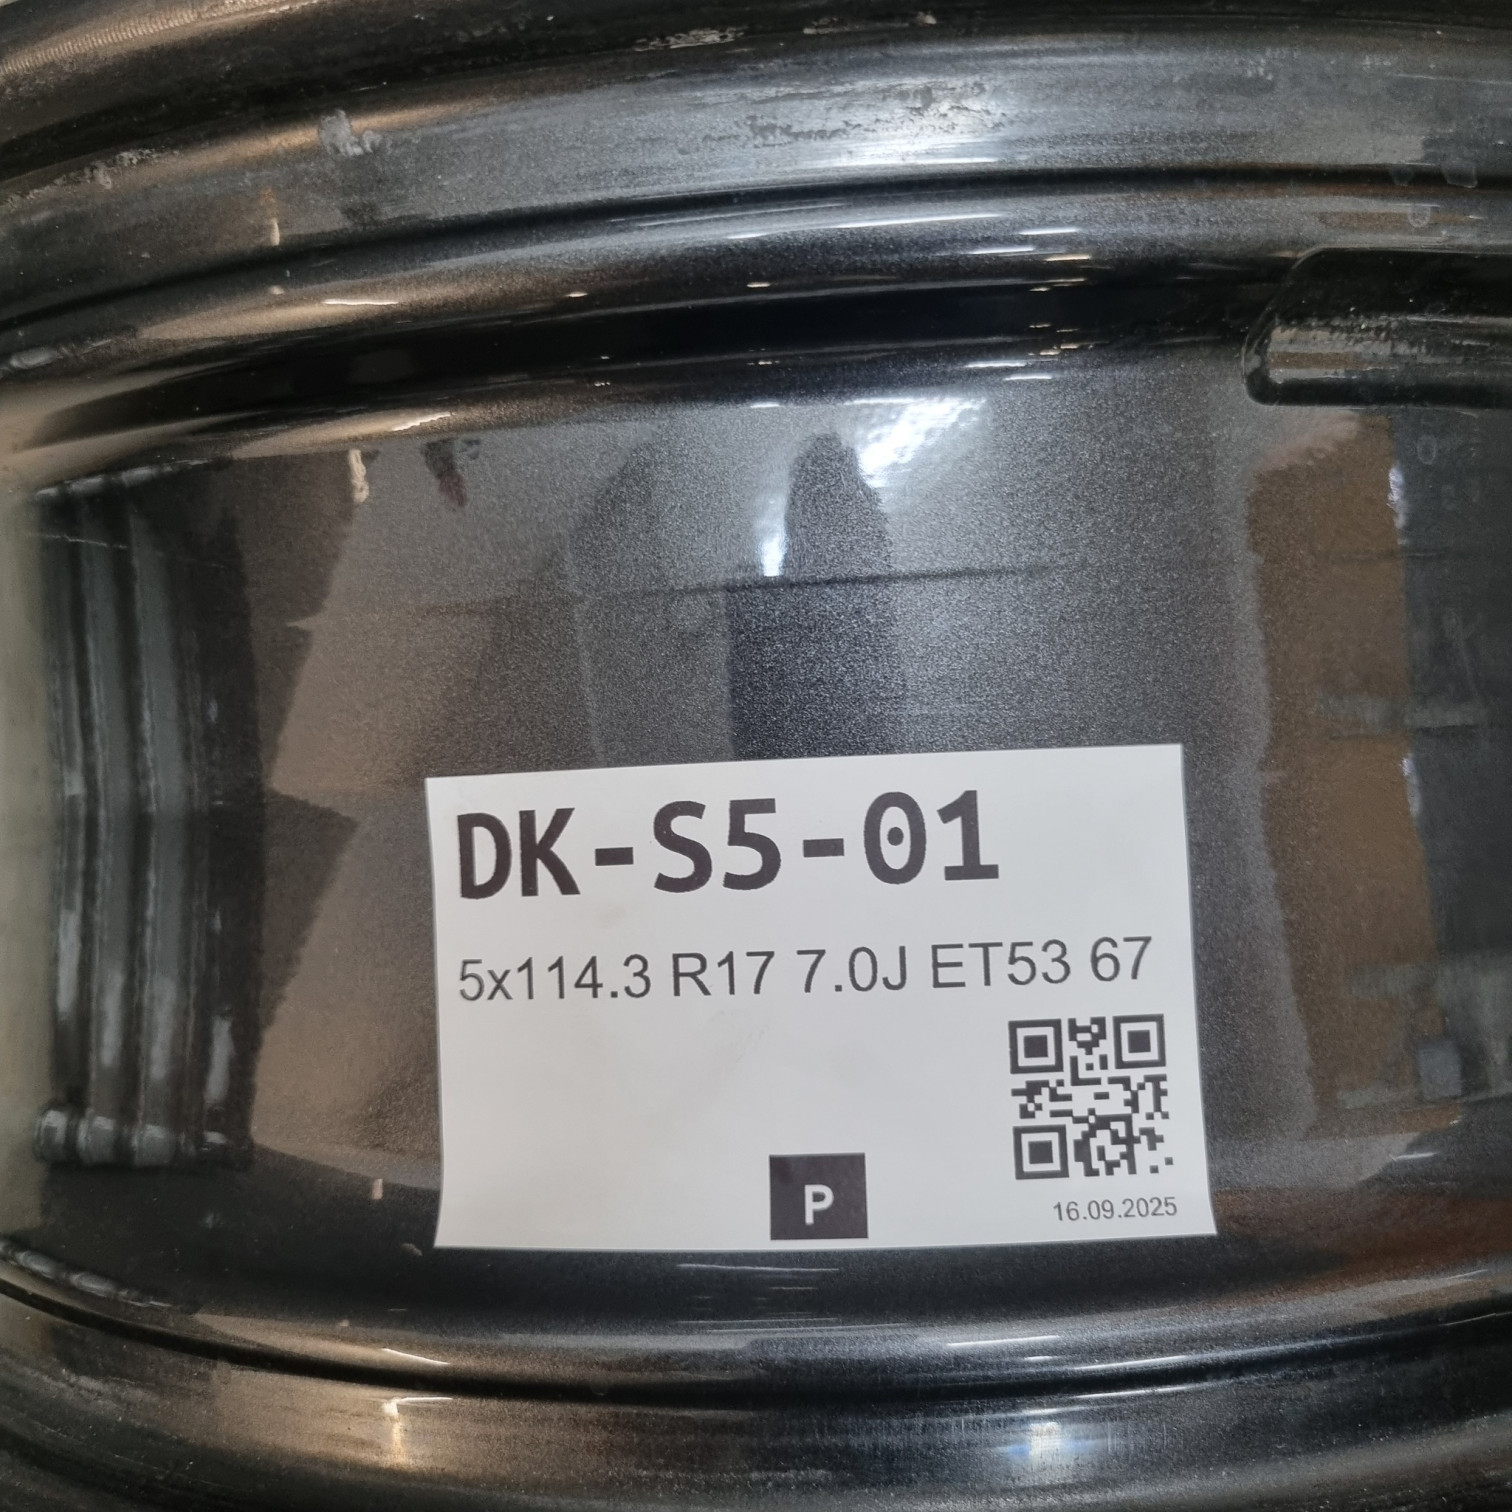 DK-S5-01
5x114.3 R17 7.0J ET53 67
P
16.09.2025